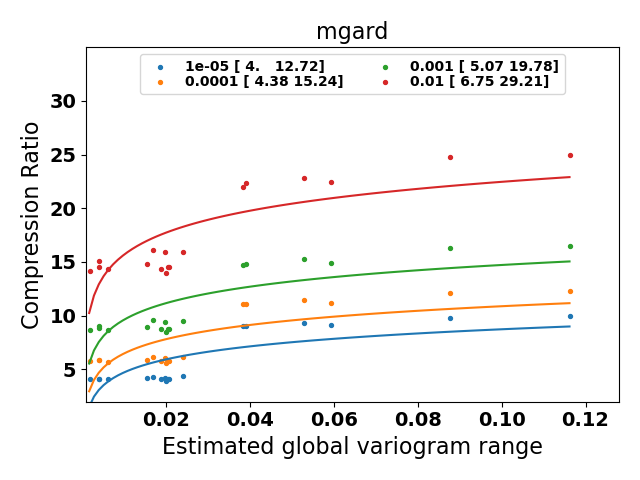 mgard
1e-05 [ 4.   12.72]
0.0001 [ 4.38 15.24]
0.001 [ 5.07 19.78]
0.01 [ 6.75 29.21]
Compression Ratio
30
25
20
15
10
5
0.02 0.04 0.06 0.08 0.10 0.12
Estimated global variogram range